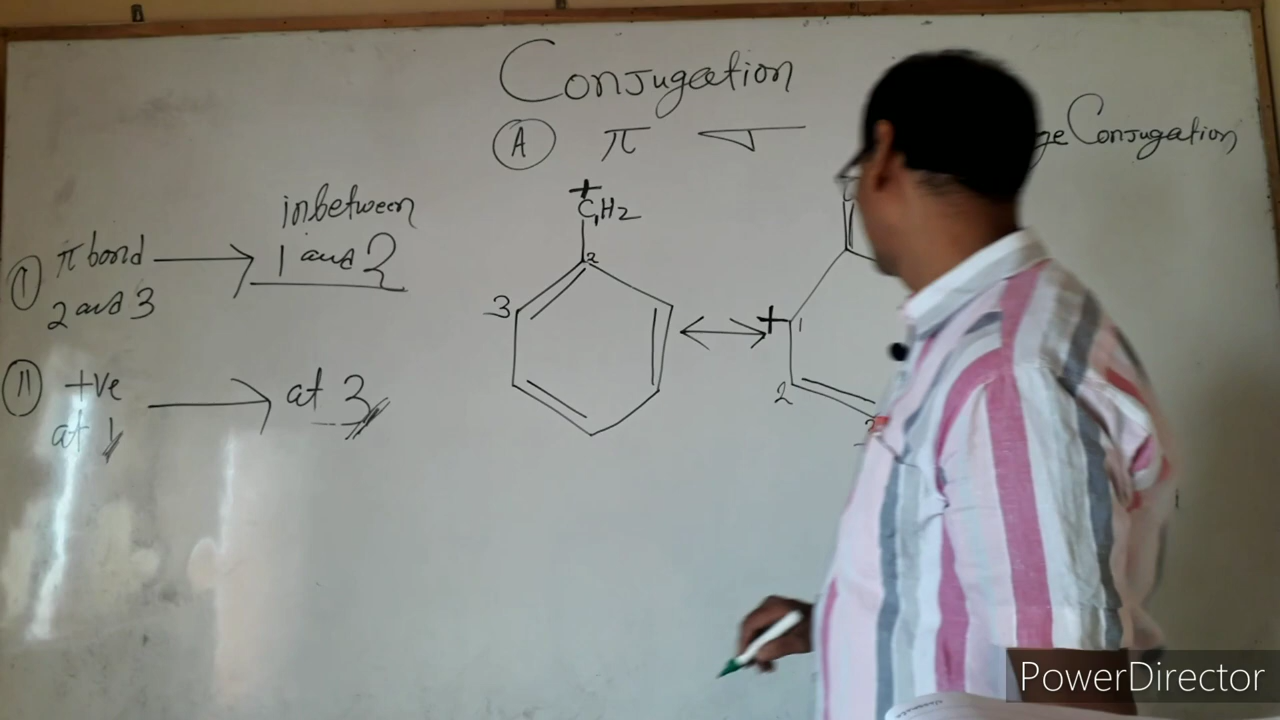 Conjugation
Ⓐ π
Conjugation
inbetween
Ⅰ π bond → 1 and 2
2 and 3
Ⅱ +ve → at 3
at 1
+
CH2
1
2
3
+
1
2
3
PowerDirector